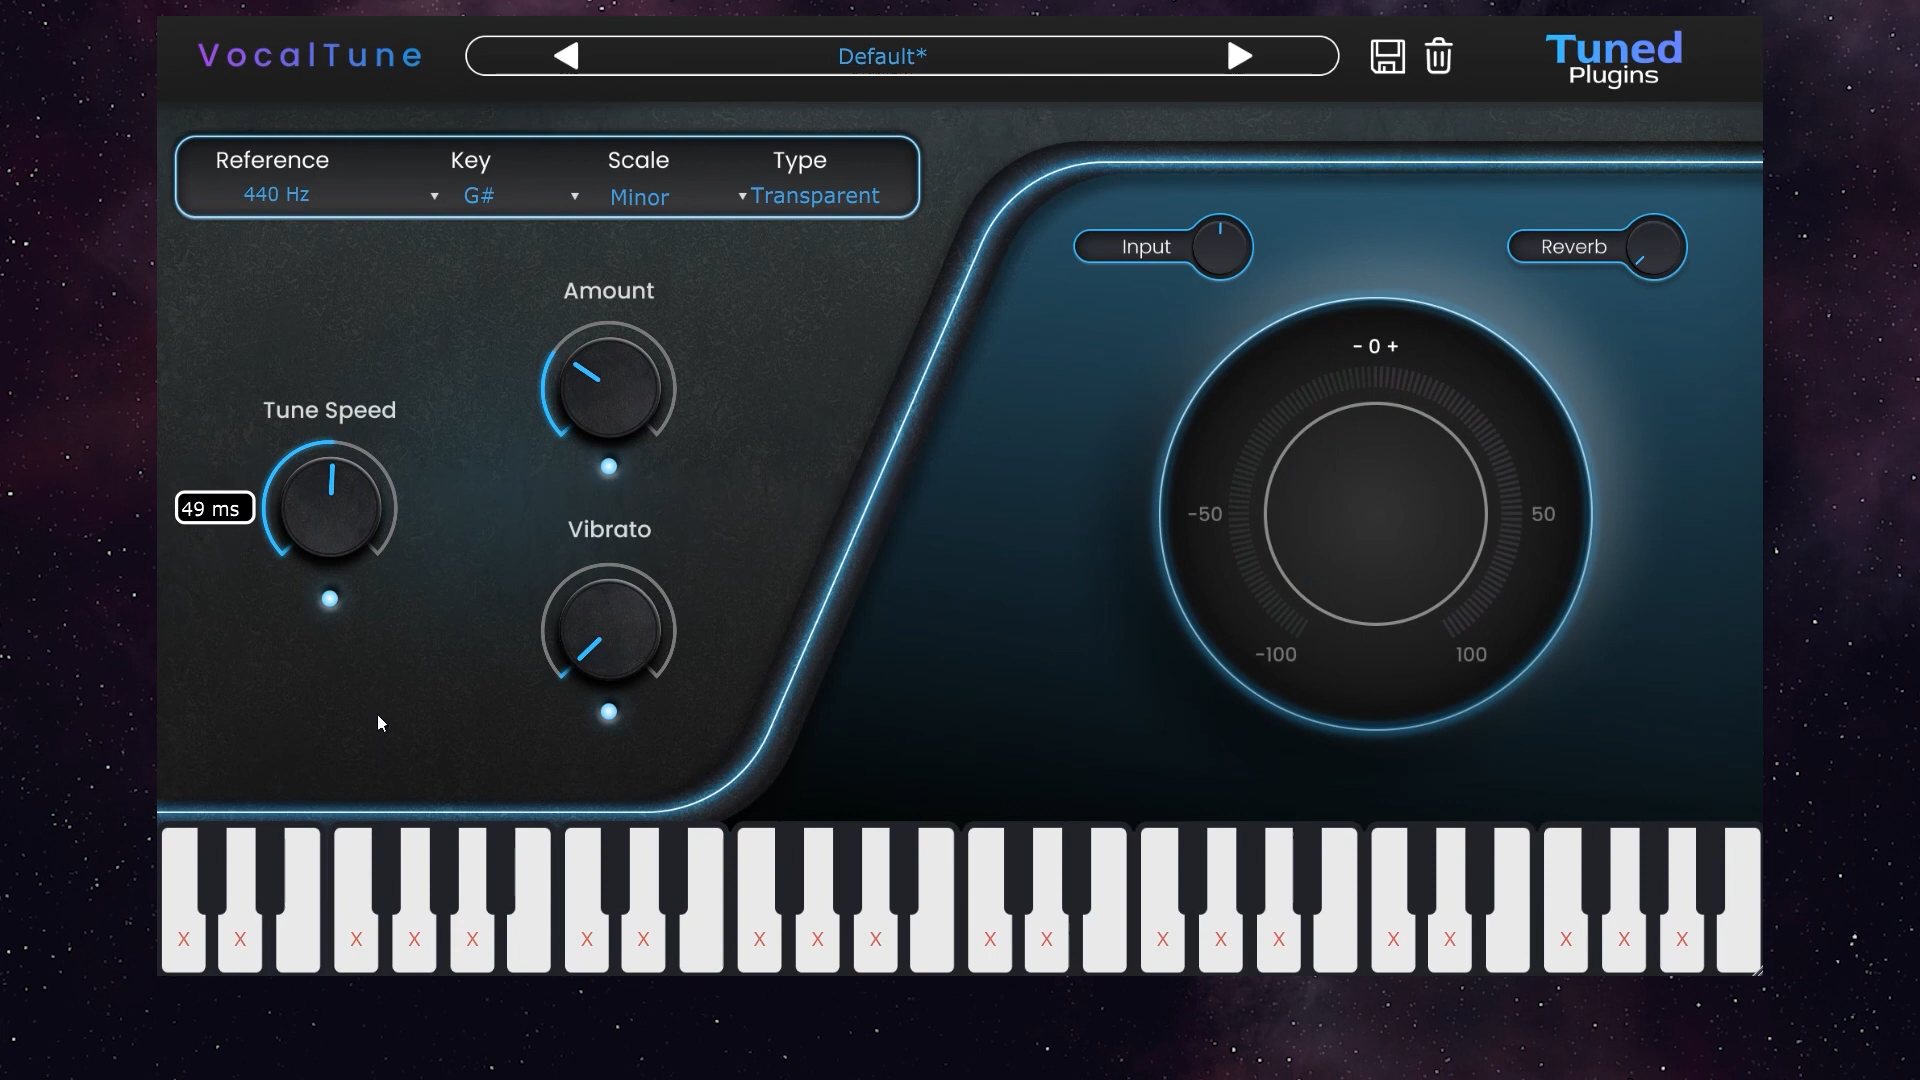 VocalTune
Default*
Tuned
Plugins
Reference Key Scale Type
440 Hz G# Minor Transparent
Input
Reverb
Amount
- 0 +
Tune Speed
49 ms
-50 50
Vibrato
-100 100
X X X X X X X X X X X X X X X X X X X X